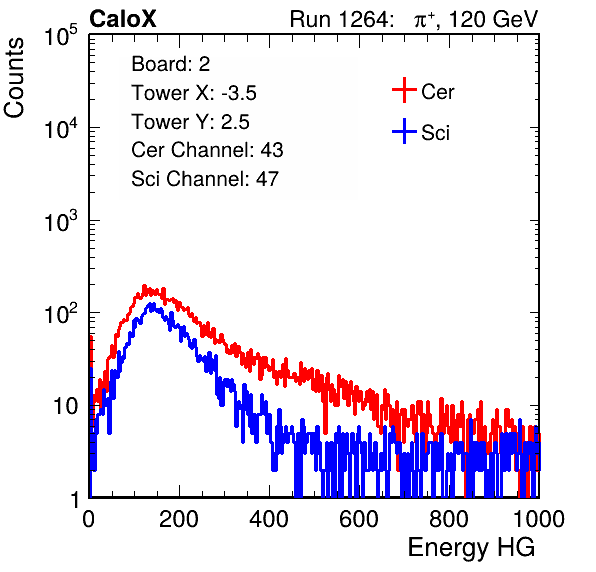 CaloX Run 1264: π⁺, 120 GeV
Counts
10⁵
10⁴
10³
10²
10
1
Board: 2
Tower X: -3.5
Tower Y: 2.5
Cer Channel: 43
Sci Channel: 47
Cer
Sci
0 200 400 600 800 1000
Energy HG